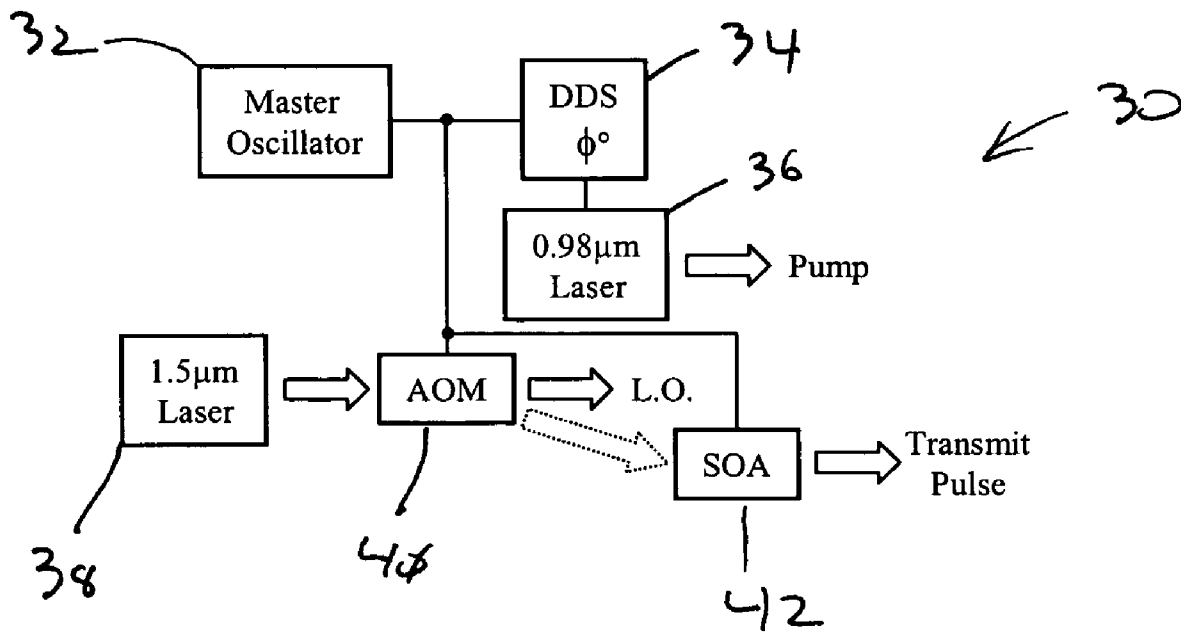 32
34
30
Master
Oscillator
DDS
ϕ°
36
0.98μm
Laser
Pump
1.5μm
Laser
AOM
L.O.
SOA
Transmit
Pulse
38
40
42